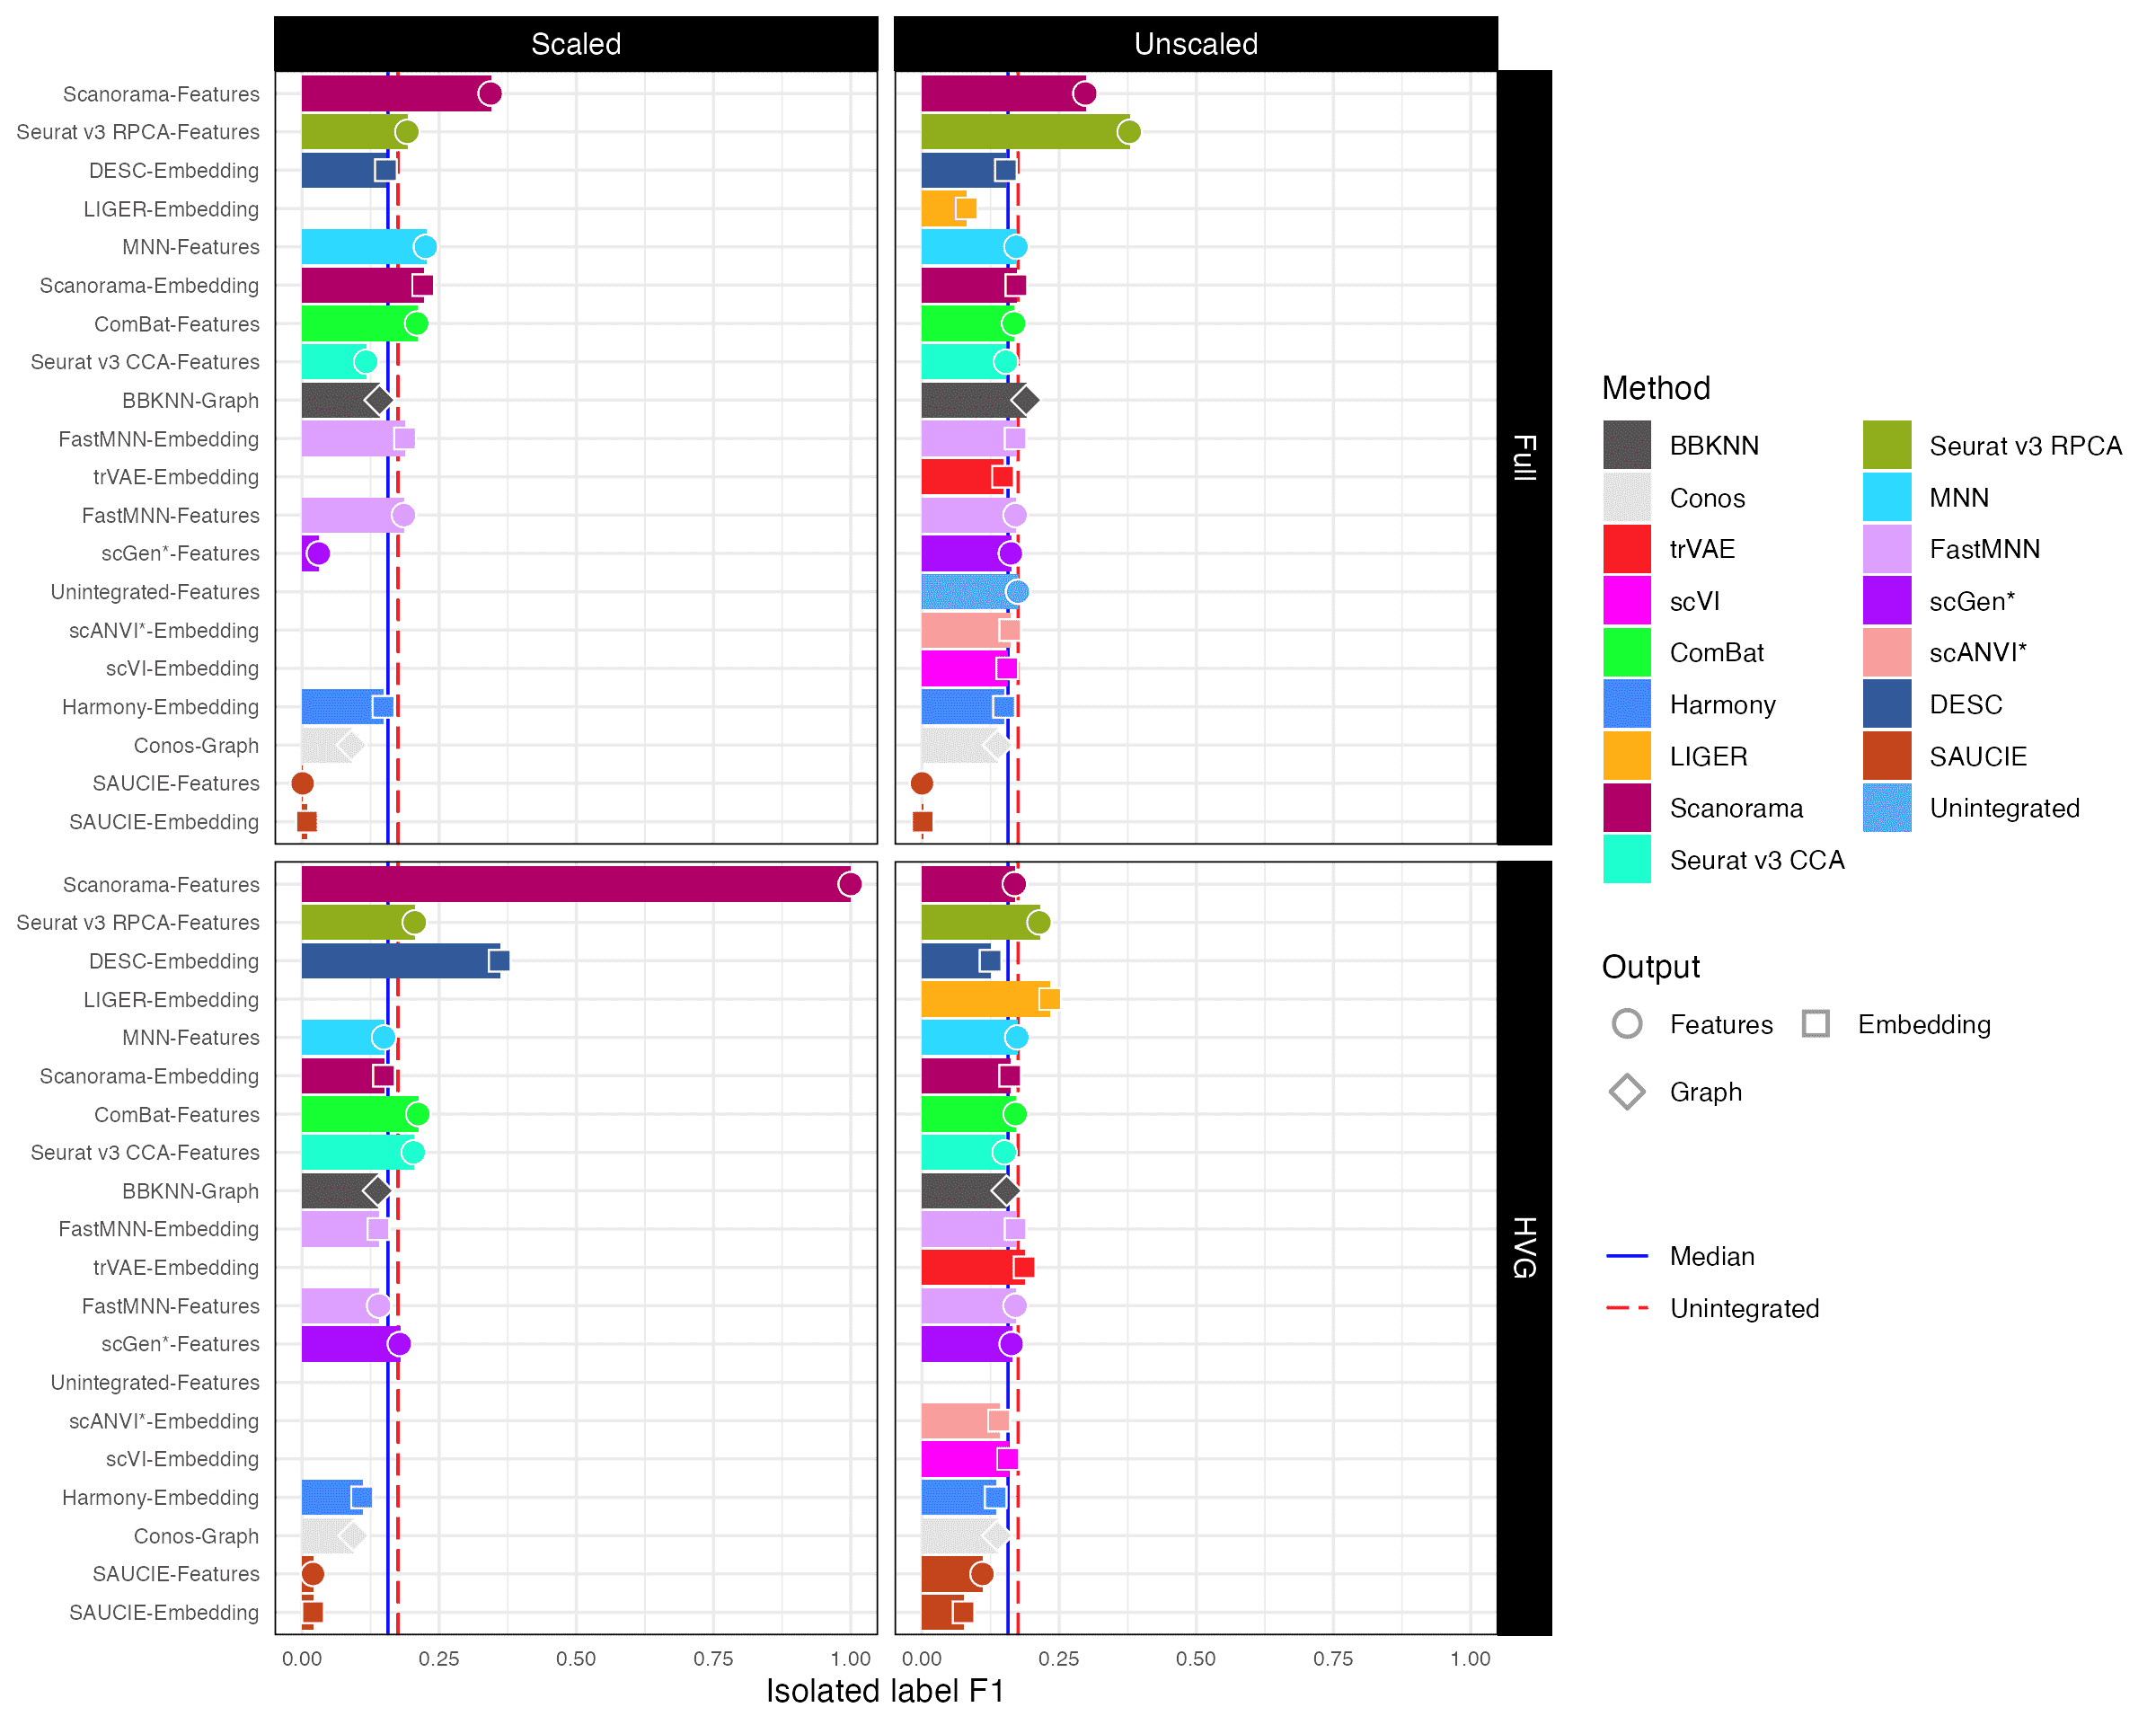 Scaled
Unscaled
Scanorama-Features
Seurat v3 RPCA-Features
DESC-Embedding
LIGER-Embedding
MNN-Features
Scanorama-Embedding
ComBat-Features
Seurat v3 CCA-Features
BBKNN-Graph
FastMNN-Embedding
trVAE-Embedding
FastMNN-Features
scGen*-Features
Unintegrated-Features
scANVI*-Embedding
scVI-Embedding
Harmony-Embedding
Conos-Graph
SAUCIE-Features
SAUCIE-Embedding
Full
Scanorama-Features
Seurat v3 RPCA-Features
DESC-Embedding
LIGER-Embedding
MNN-Features
Scanorama-Embedding
ComBat-Features
Seurat v3 CCA-Features
BBKNN-Graph
FastMNN-Embedding
trVAE-Embedding
FastMNN-Features
scGen*-Features
Unintegrated-Features
scANVI*-Embedding
scVI-Embedding
Harmony-Embedding
Conos-Graph
SAUCIE-Features
SAUCIE-Embedding
HVG
0.00 0.25 0.50 0.75 1.00 0.00 0.25 0.50 0.75 1.00
Isolated label F1
Method
BBKNN Seurat v3 RPCA
Conos MNN
trVAE FastMNN
scVI scGen*
ComBat scANVI*
Harmony DESC
LIGER SAUCIE
Scanorama Unintegrated
Seurat v3 CCA
Output
Features Embedding
Graph
Median
Unintegrated